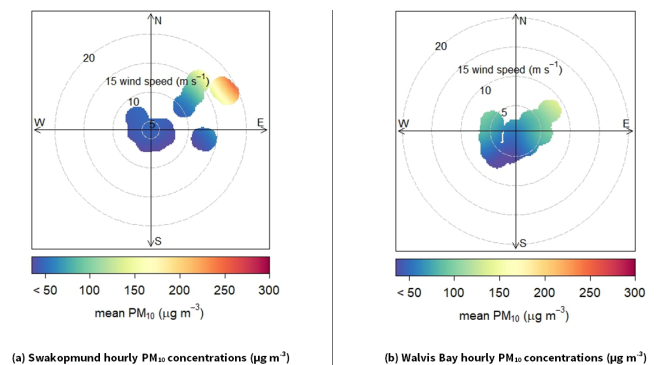 N
20
15 wind speed (m s⁻¹)
10
5
W
E
S
< 50 100 150 200 250 300
mean PM₁₀ (µg m⁻³)
(a) Swakopmund hourly PM₁₀ concentrations (µg m⁻³)
N
20
15 wind speed (m s⁻¹)
10
5
W
E
S
< 50 100 150 200 250 300
mean PM₁₀ (µg m⁻³)
(b) Walvis Bay hourly PM₁₀ concentrations (µg m⁻³)